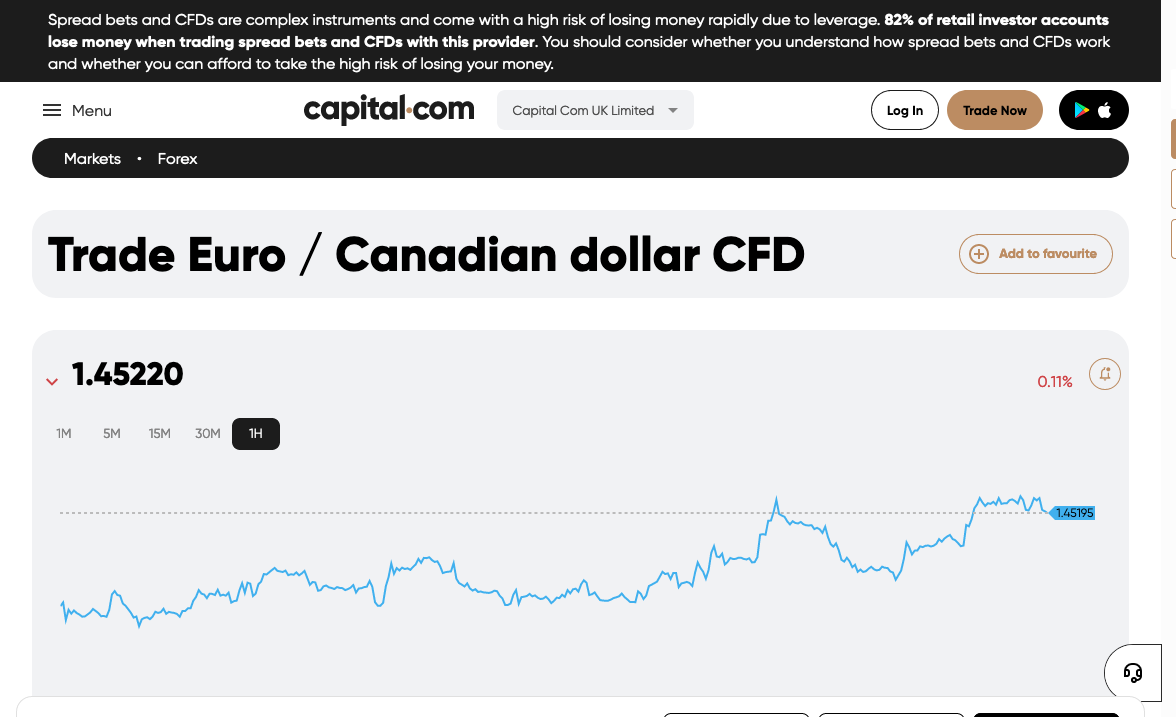 Spread bets and CFDs are complex instruments and come with a high risk of losing money rapidly due to leverage. 82% of retail investor accounts
lose money when trading spread bets and CFDs with this provider. You should consider whether you understand how spread bets and CFDs work
and whether you can afford to take the high risk of losing your money.
Menu
capital.com
Capital Com UK Limited
Log In
Trade Now
Markets • Forex
Trade Euro / Canadian dollar CFD
Add to favourite
1.45220
0.11%
1M 5M 15M 30M 1H
1.45195